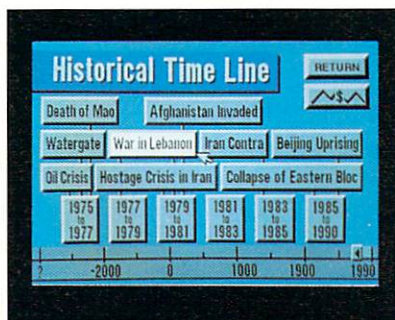 Historical Time Line
RETURN
$
Death of Mao
Afghanistan Invaded
Watergate
War in Lebanon
Iran Contra
Beijing Uprising
Oil Crisis
Hostage Crisis in Iran
Collapse of Eastern Bloc
1975 to 1977
1977 to 1979
1979 to 1981
1981 to 1983
1983 to 1985
1985 to 1990
? -2000 0 1000 1900 1990